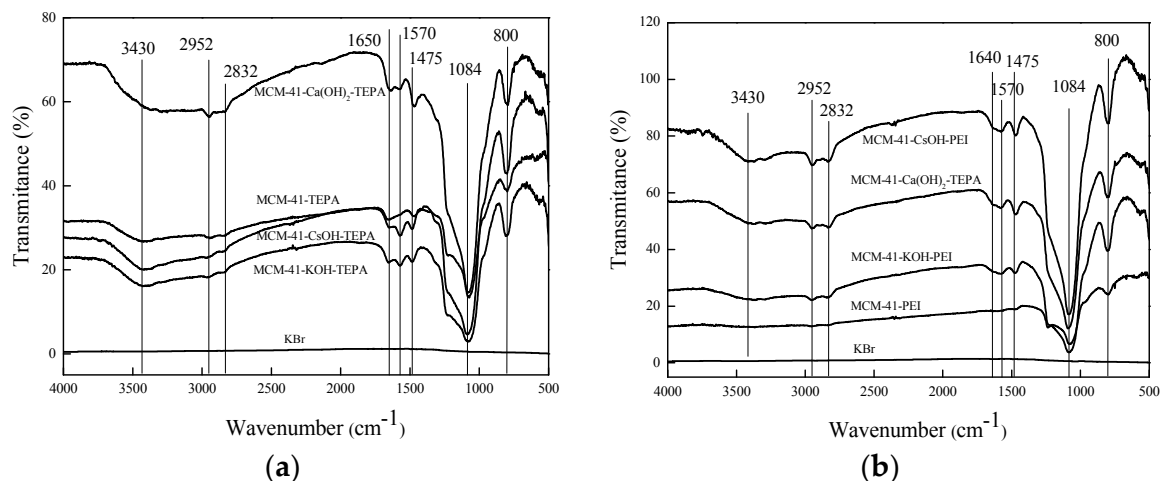 80
60
40
20
0
Transmitance (%)
3430
2952
2832
1650
1570
1475
1084
800
MCM-41-Ca(OH)2-TEPA
MCM-41-TEPA
MCM-41-CsOH-TEPA
MCM-41-KOH-TEPA
KBr
4000 3500 3000 2500 2000 1500 1000 500
Wavenumber (cm-1)
(a)
120
100
80
60
40
20
0
Transmitance (%)
3430
2952
2832
1640
1570
1475
1084
800
MCM-41-CsOH-PEI
MCM-41-Ca(OH)2-TEPA
MCM-41-KOH-PEI
MCM-41-PEI
KBr
4000 3500 3000 2500 2000 1500 1000 500
Wavenumber (cm-1)
(b)